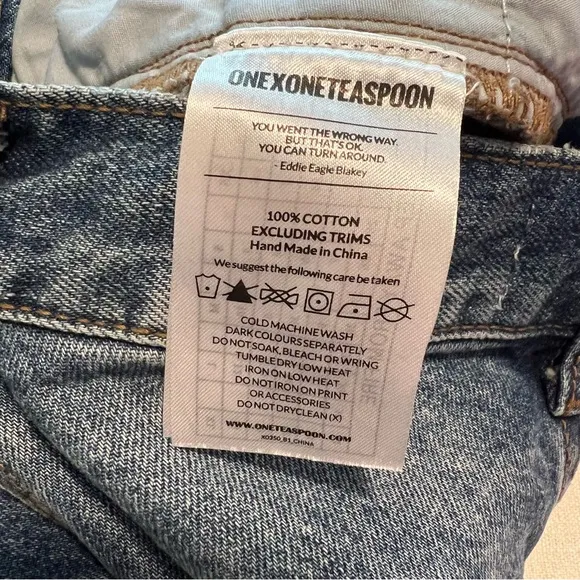 ONEXONETEASPOON
YOU WENT THE WRONG WAY.
BUT THAT'S OK.
YOU CAN TURN AROUND.
- Eddie Eagle Blakey
100% COTTON
EXCLUDING TRIMS
Hand Made in China
We suggest the following care be taken
COLD MACHINE WASH
DARK COLOURS SEPARATELY
DO NOT SOAK, BLEACH OR WRING
TUMBLE DRY LOW HEAT
IRON ON LOW HEAT
DO NOT IRON ON PRINT
OR ACCESSORIES
DO NOT DRYCLEAN (X)
WWW.ONETEASPOON.COM
KO250_B1_CHINA